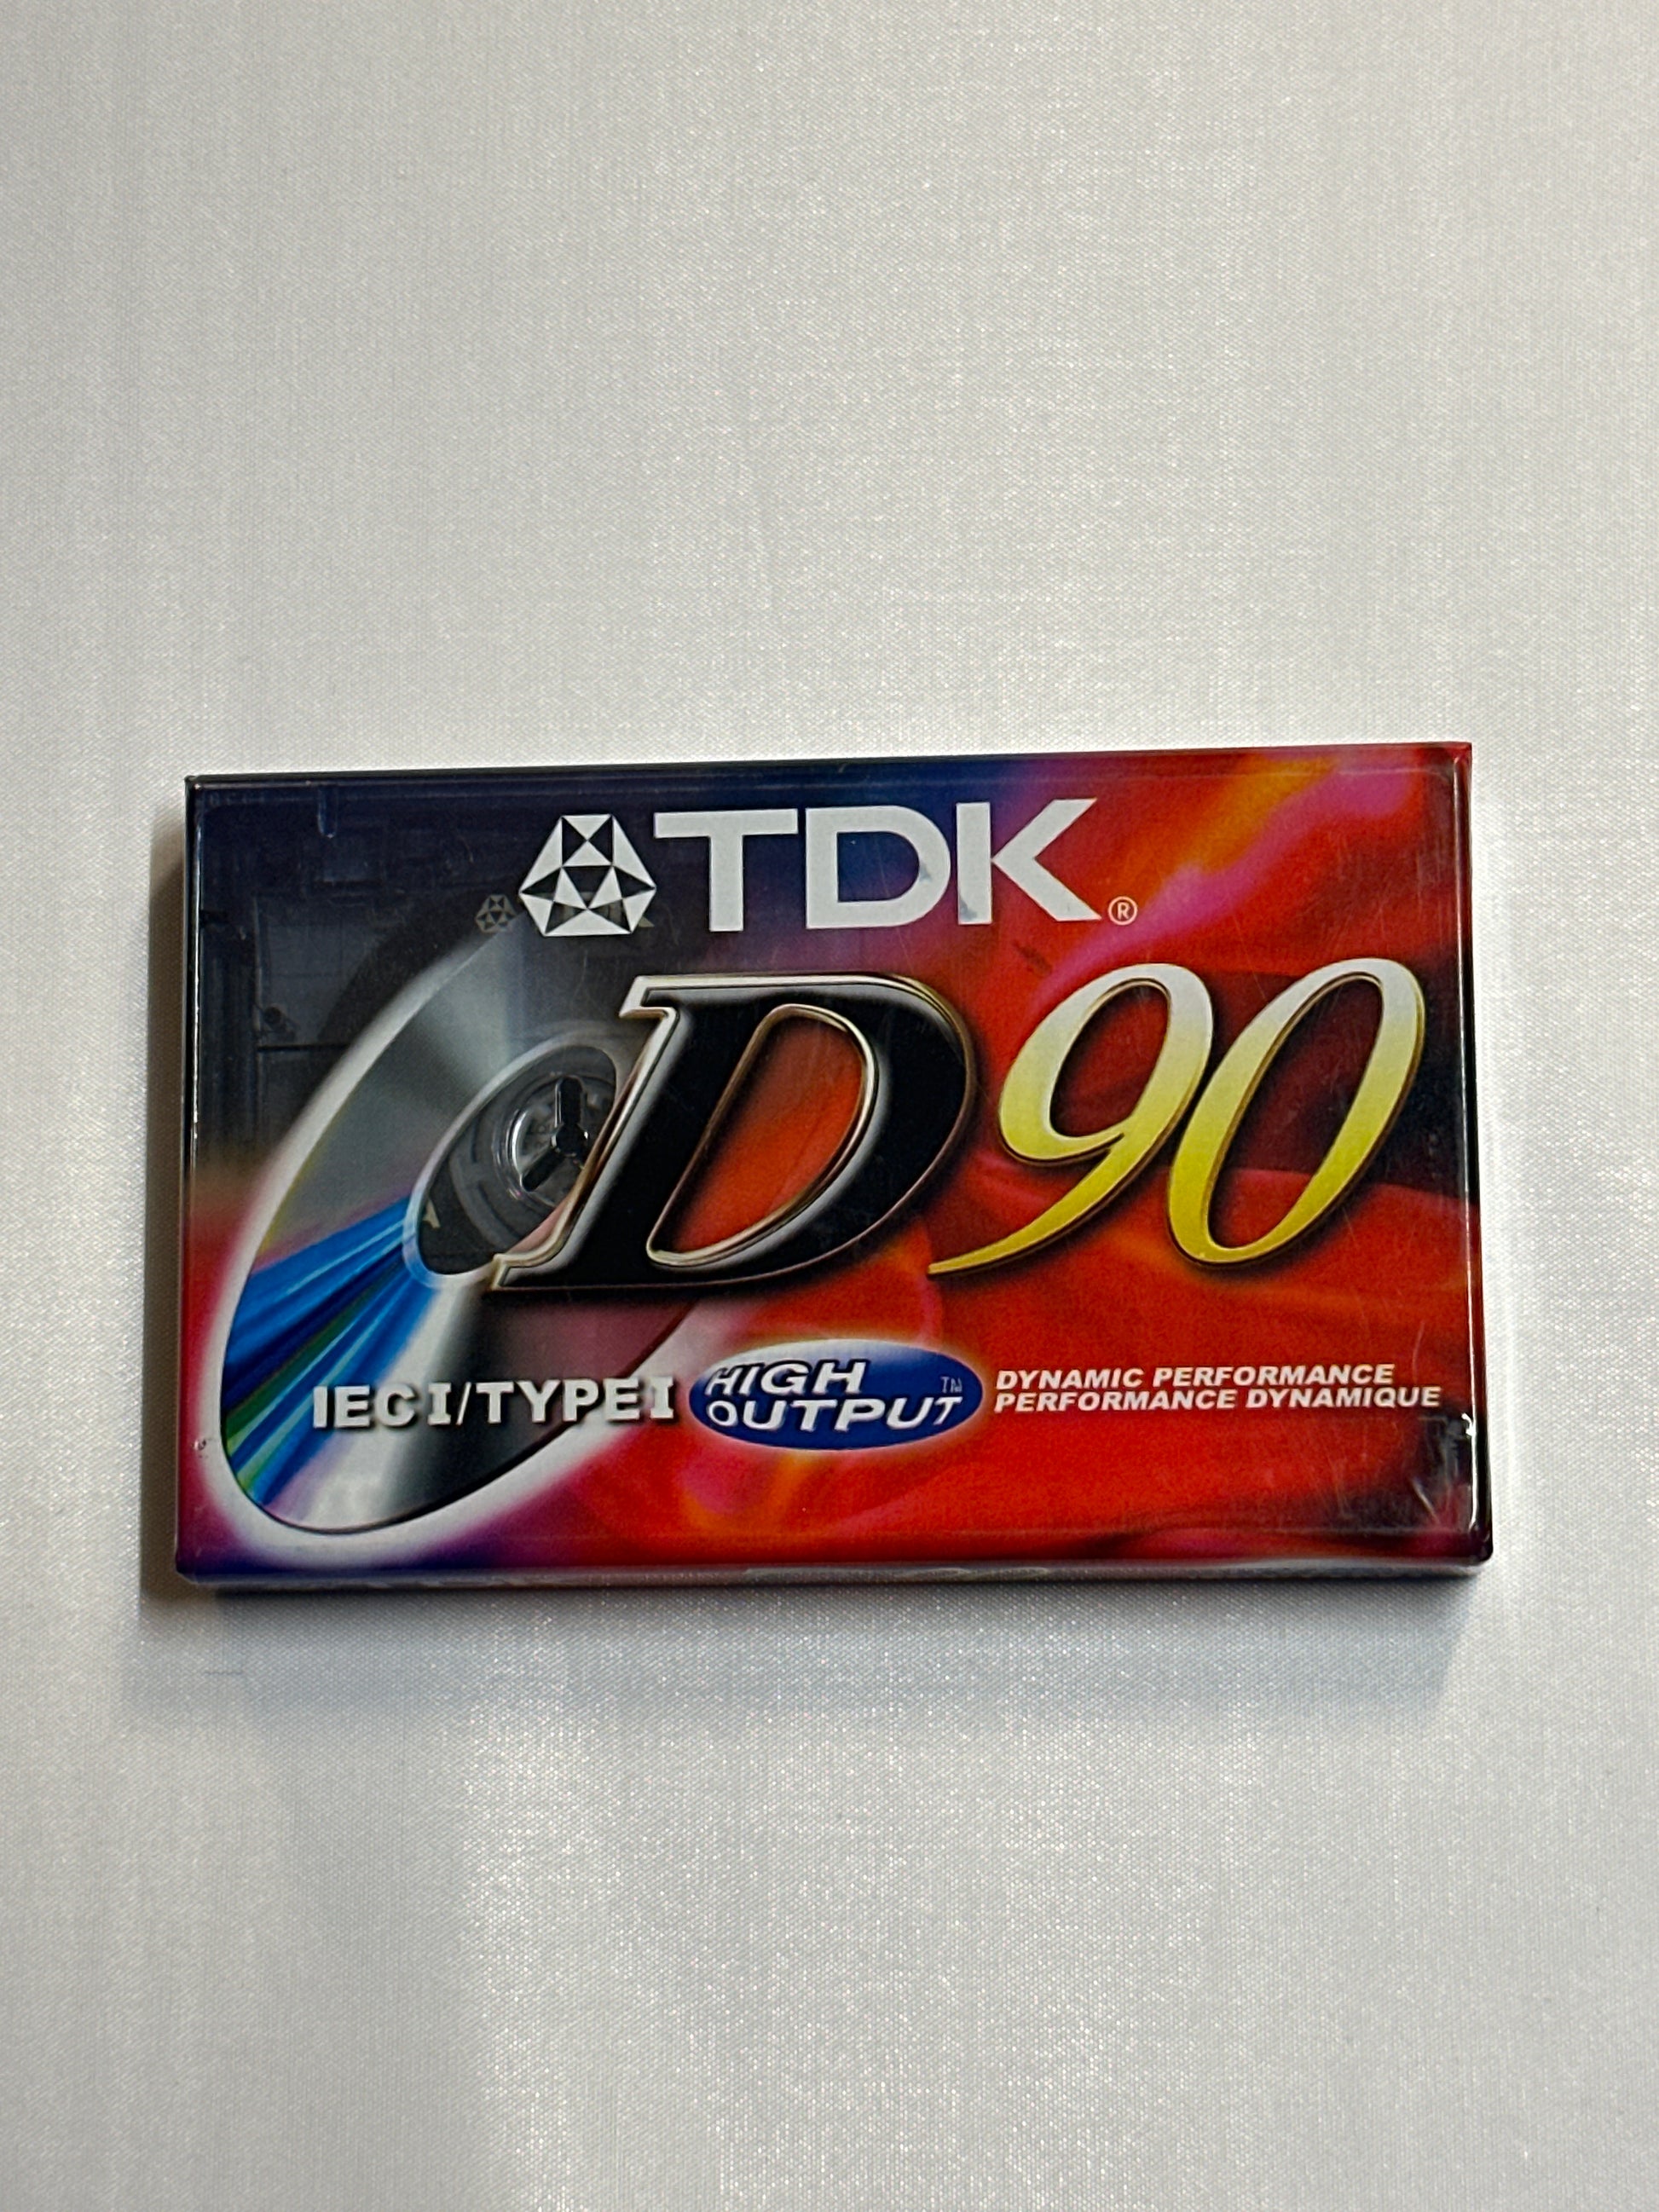 TDK®
D90
IEC I/TYPE I
HIGH
OUTPUT™
DYNAMIC PERFORMANCE
PERFORMANCE DYNAMIQUE